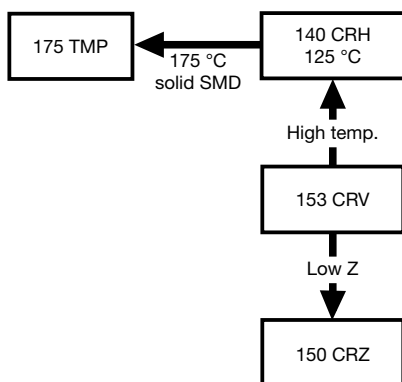 175 TMP
140 CRH
125 °C
175 °C
solid SMD
High temp.
153 CRV
Low Z
150 CRZ